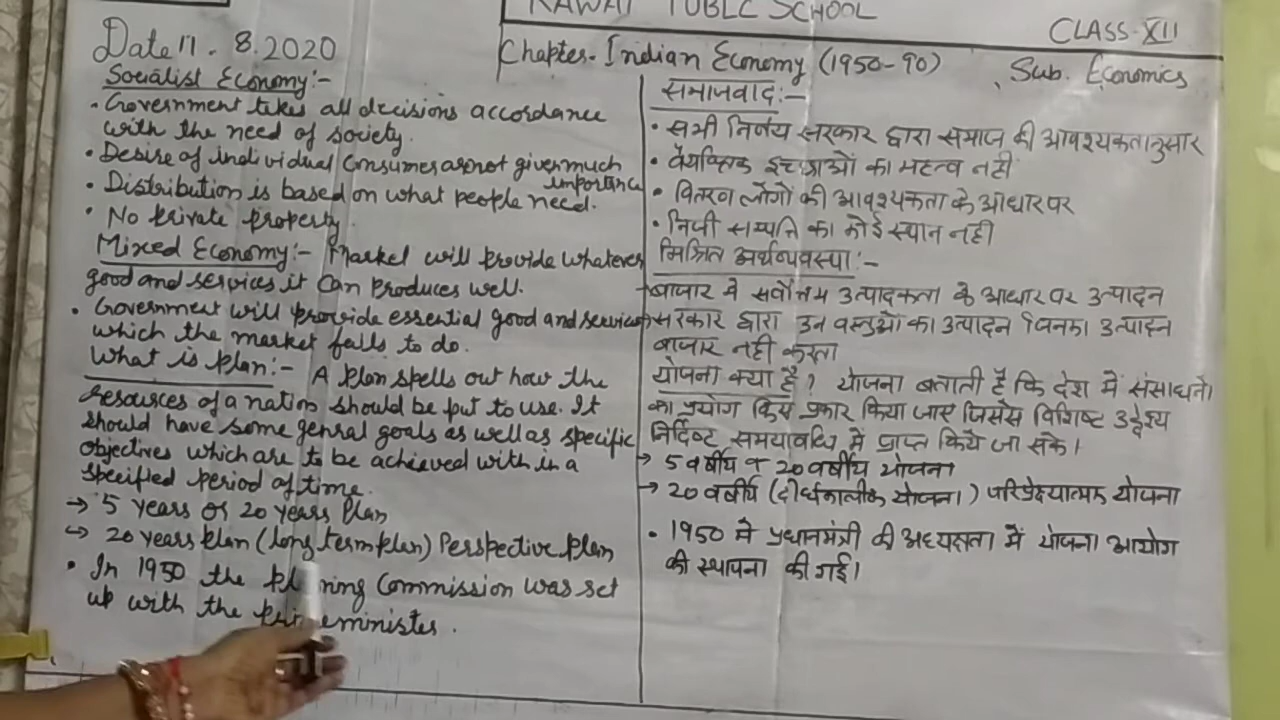 RAWAT PUBLC SCHOOL
CLASS-XII
Date 11.8.2020
Chapter. Indian Economy (1950-90)
Sub. Economics
Socialist Economy:-
• Government takes all decisions accordance
with the need of society.
• Desire of individual Consumes are not given much
importance
• Distribution is based on what people need.
• No private property.
Mixed Economy:- Market will provide whatever
good and services it Can produces well.
• Government will provide essential good and services
which the market fails to do.
What is plan:- A plan spells out how the
resources of a nation should be put to use. It
should have some genral goals as well as specific
objectives which are to be achieved with in a
specified period of time.
→ 5 years or 20 years plan
→ 20 years plan (long term plan) Perspective plan
• In 1950 the planning Commission was set
up with the primeminister.
समाजवाद:-
• सभी निर्णय सरकार द्वारा समाज की आवश्यकतानुसार
• वैयक्तिक इच्छाओं का महत्व नही
• वितरण लोगों की आवश्यकता के आधार पर
• निजी सम्पत्ति का कोई स्थान नही
मिश्रित अर्थव्यवस्था:-
→ बाजार मे सर्वोत्तम उत्पादकता के आधार पर उत्पादन
→ सरकार द्वारा उन वस्तुओ का उत्पादन जिनका उत्पादन
बाजार नही करता
योजना क्या है? योजना बताती है कि देश में संसाधनो
का प्रयोग किस प्रकार किया जाए जिससे विशिष्ट उद्देश्य
निर्दिष्ट समयावधि में प्राप्त किये जा सके।
→ 5 वर्षीय व 20 वर्षीय योजना
→ 20 वर्षीय (दीर्घकालीक योजना) परिप्रेक्ष्यात्मक योजना
• 1950 मे प्रधानमंत्री की अध्यक्षता में योजना आयोग
की स्थापना की गई।